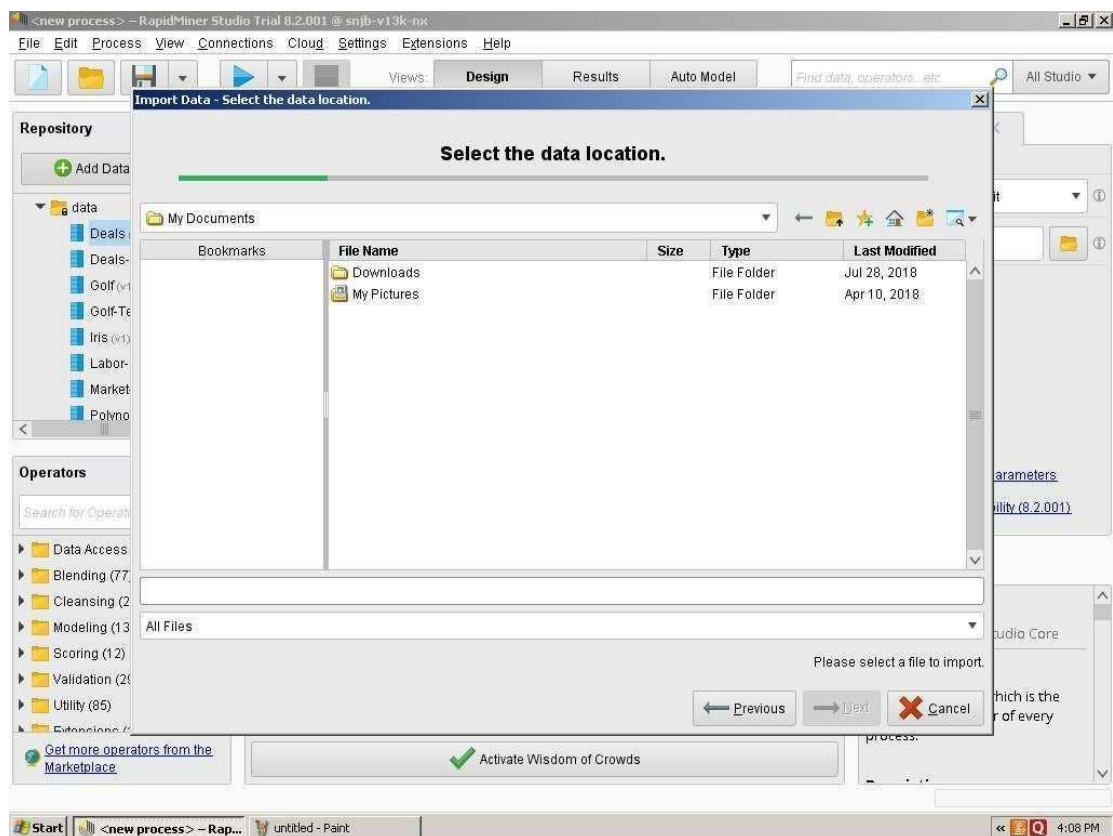 <new process> – RapidMiner Studio Trial 8.2.001 @ snjb-v13k-nx
File Edit Process View Connections Cloud Settings Extensions Help
Views: Design Results Auto Model Find data, operators...etc All Studio
Import Data - Select the data location.
Repository
Select the data location.
Add Data
data
it
My Documents
Deals
Bookmarks File Name Size Type Last Modified
Deals-
Downloads File Folder Jul 28, 2018
Golf (v1
My Pictures File Folder Apr 10, 2018
Golf-Te
Iris (v1)
Labor-
Market
Polyno
Operators
arameters
Search for Operat
ility (8.2.001)
Data Access
Blending (77)
Cleansing (2
Modeling (13
All Files
udio Core
Scoring (12)
Please select a file to import.
Validation (29
Utility (85)
Previous Next Cancel
hich is the
r of every
Extensions (
process.
Get more operators from the
Marketplace
Activate Wisdom of Crowds
Start <new process> – Rap... untitled - Paint « 4:08 PM